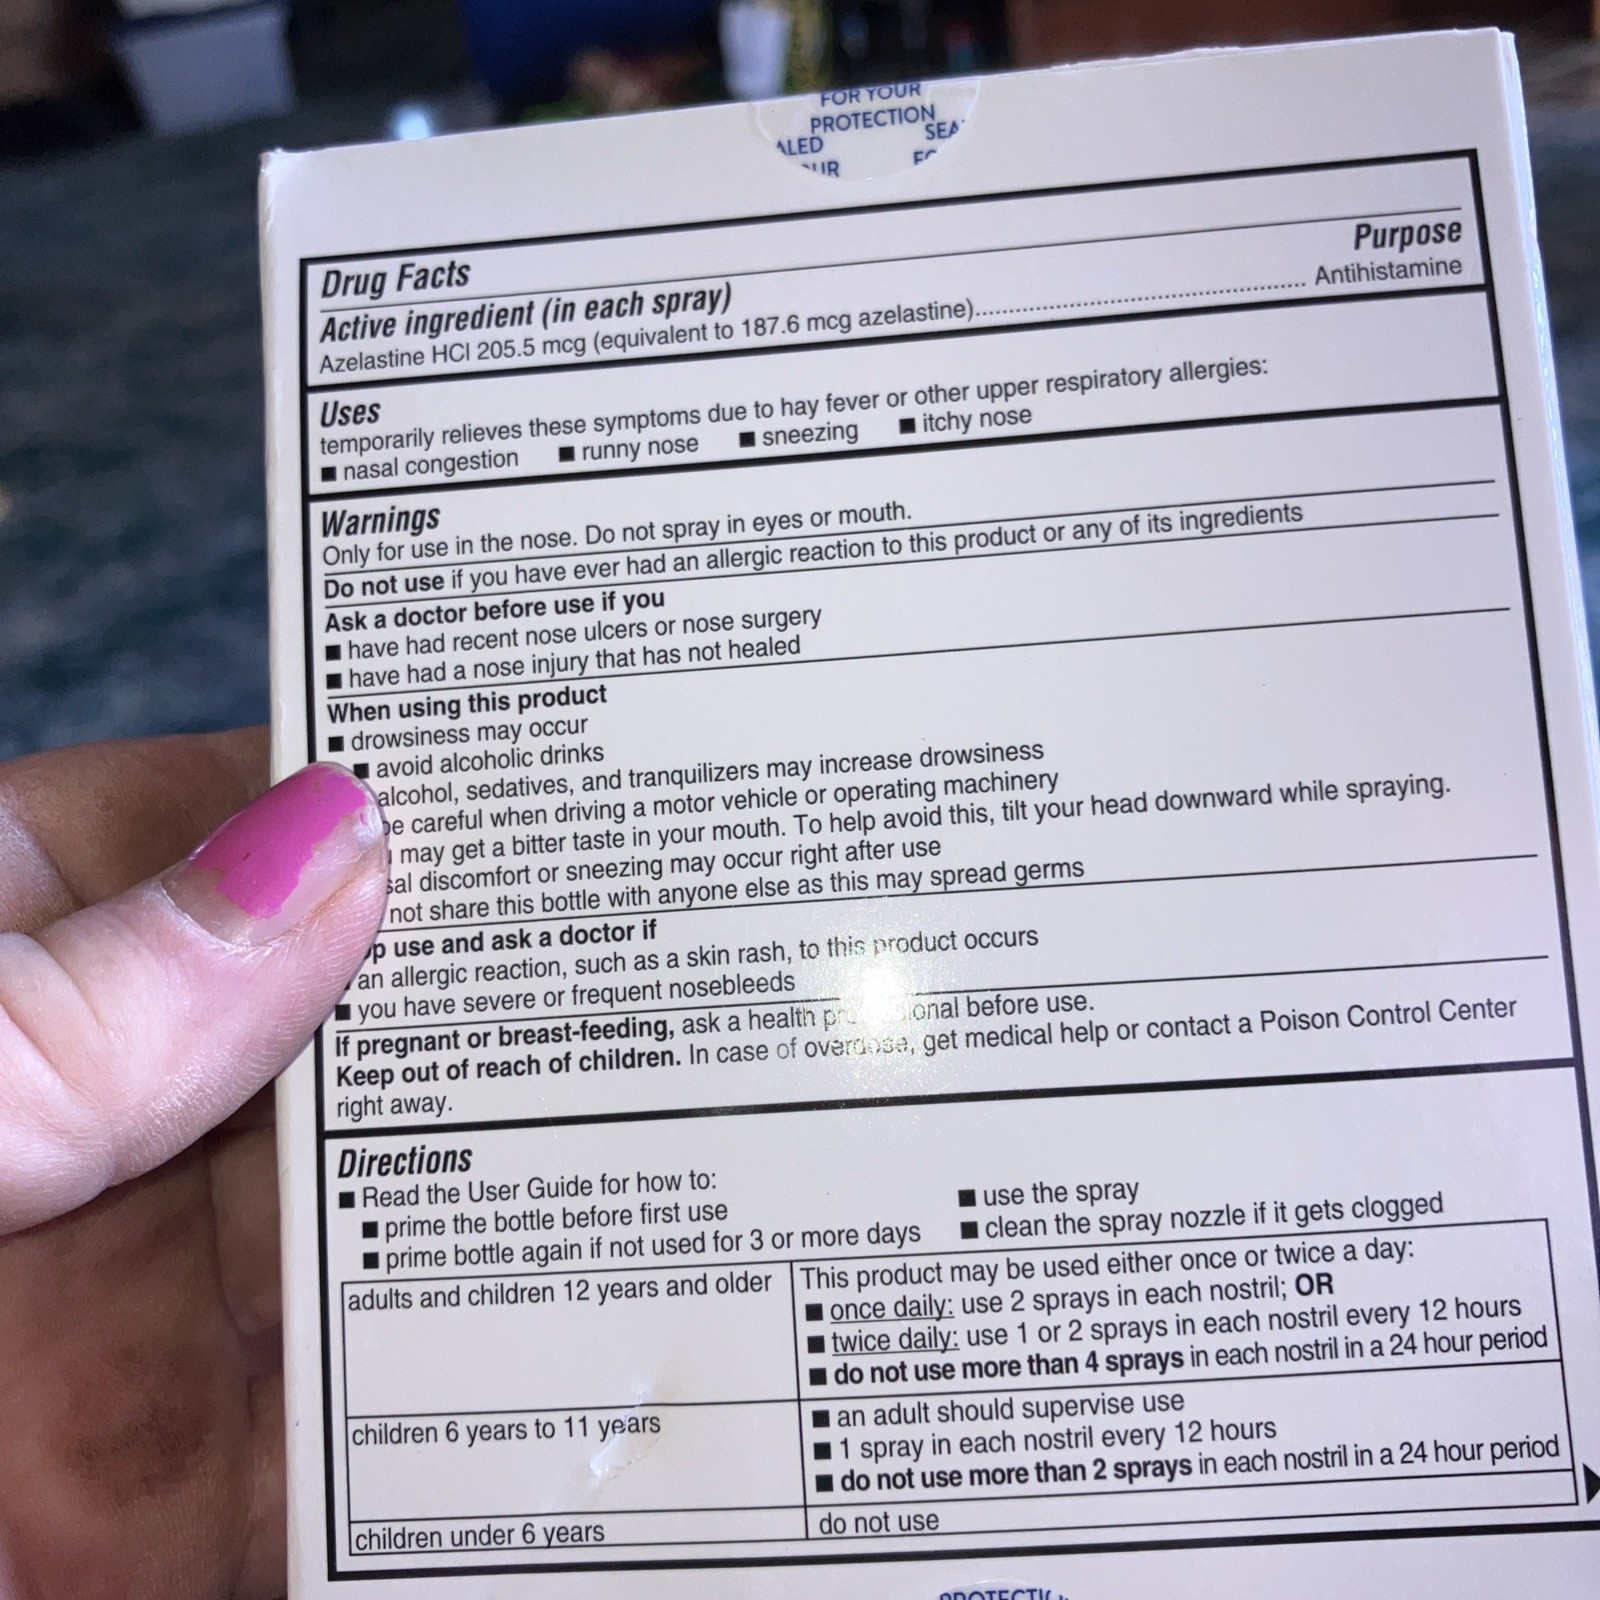 FOR YOUR
PROTECTION
ALED SEA
UR
Drug Facts
Active ingredient (in each spray) Purpose
Azelastine HCl 205.5 mcg (equivalent to 187.6 mcg azelastine)........................................ Antihistamine
Uses
temporarily relieves these symptoms due to hay fever or other upper respiratory allergies:
■ nasal congestion ■ runny nose ■ sneezing ■ itchy nose
Warnings
Only for use in the nose. Do not spray in eyes or mouth.
Do not use if you have ever had an allergic reaction to this product or any of its ingredients
Ask a doctor before use if you
■ have had recent nose ulcers or nose surgery
■ have had a nose injury that has not healed
When using this product
■ drowsiness may occur
■ avoid alcoholic drinks
alcohol, sedatives, and tranquilizers may increase drowsiness
be careful when driving a motor vehicle or operating machinery
may get a bitter taste in your mouth. To help avoid this, tilt your head downward while spraying.
sal discomfort or sneezing may occur right after use
not share this bottle with anyone else as this may spread germs
p use and ask a doctor if
an allergic reaction, such as a skin rash, to this product occurs
■ you have severe or frequent nosebleeds
If pregnant or breast-feeding, ask a health before use.
Keep out of reach of children. In case of overdose, get medical help or contact a Poison Control Center
right away.
Directions
■ Read the User Guide for how to:
■ prime the bottle before first use ■ use the spray
■ prime bottle again if not used for 3 or more days ■ clean the spray nozzle if it gets clogged
adults and children 12 years and older This product may be used either once or twice a day:
■ once daily: use 2 sprays in each nostril; OR
■ twice daily: use 1 or 2 sprays in each nostril every 12 hours
■ do not use more than 4 sprays in each nostril in a 24 hour period
children 6 years to 11 years ■ an adult should supervise use
■ 1 spray in each nostril every 12 hours
■ do not use more than 2 sprays in each nostril in a 24 hour period
children under 6 years do not use